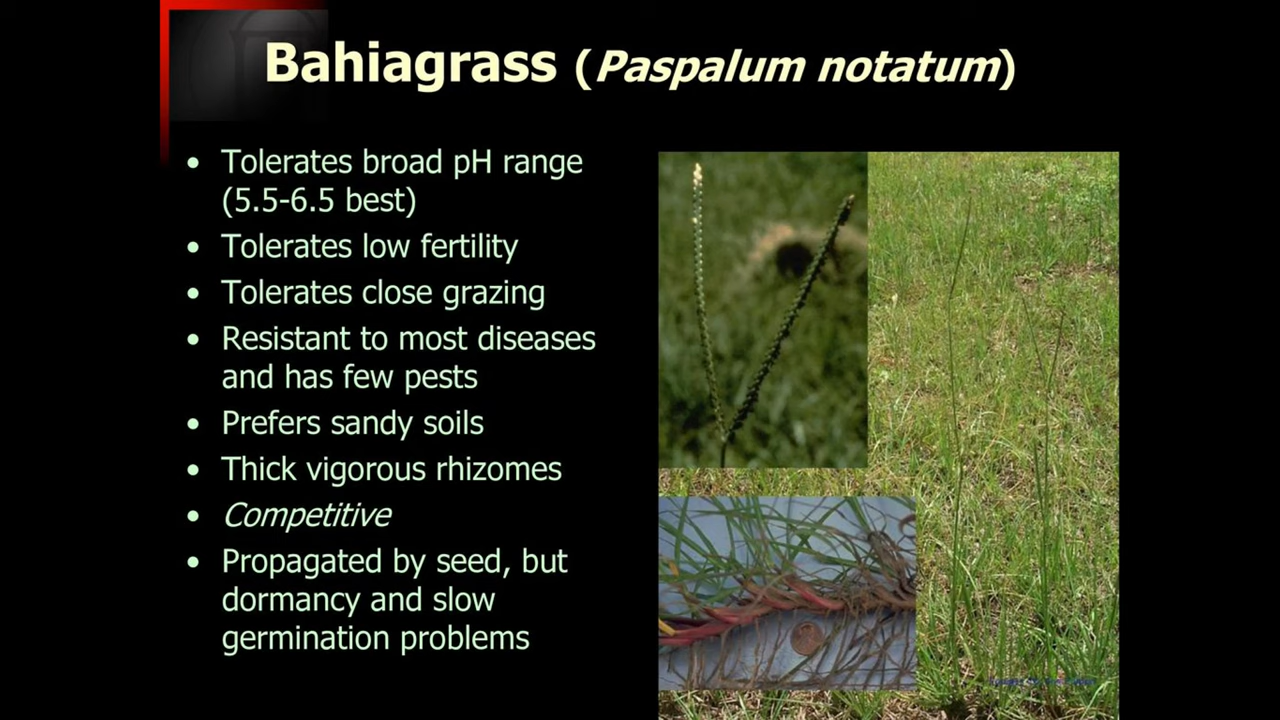 Bahiagrass (Paspalum notatum)
• Tolerates broad pH range
(5.5-6.5 best)
• Tolerates low fertility
• Tolerates close grazing
• Resistant to most diseases
and has few pests
• Prefers sandy soils
• Thick vigorous rhizomes
• Competitive
• Propagated by seed, but
dormancy and slow
germination problems